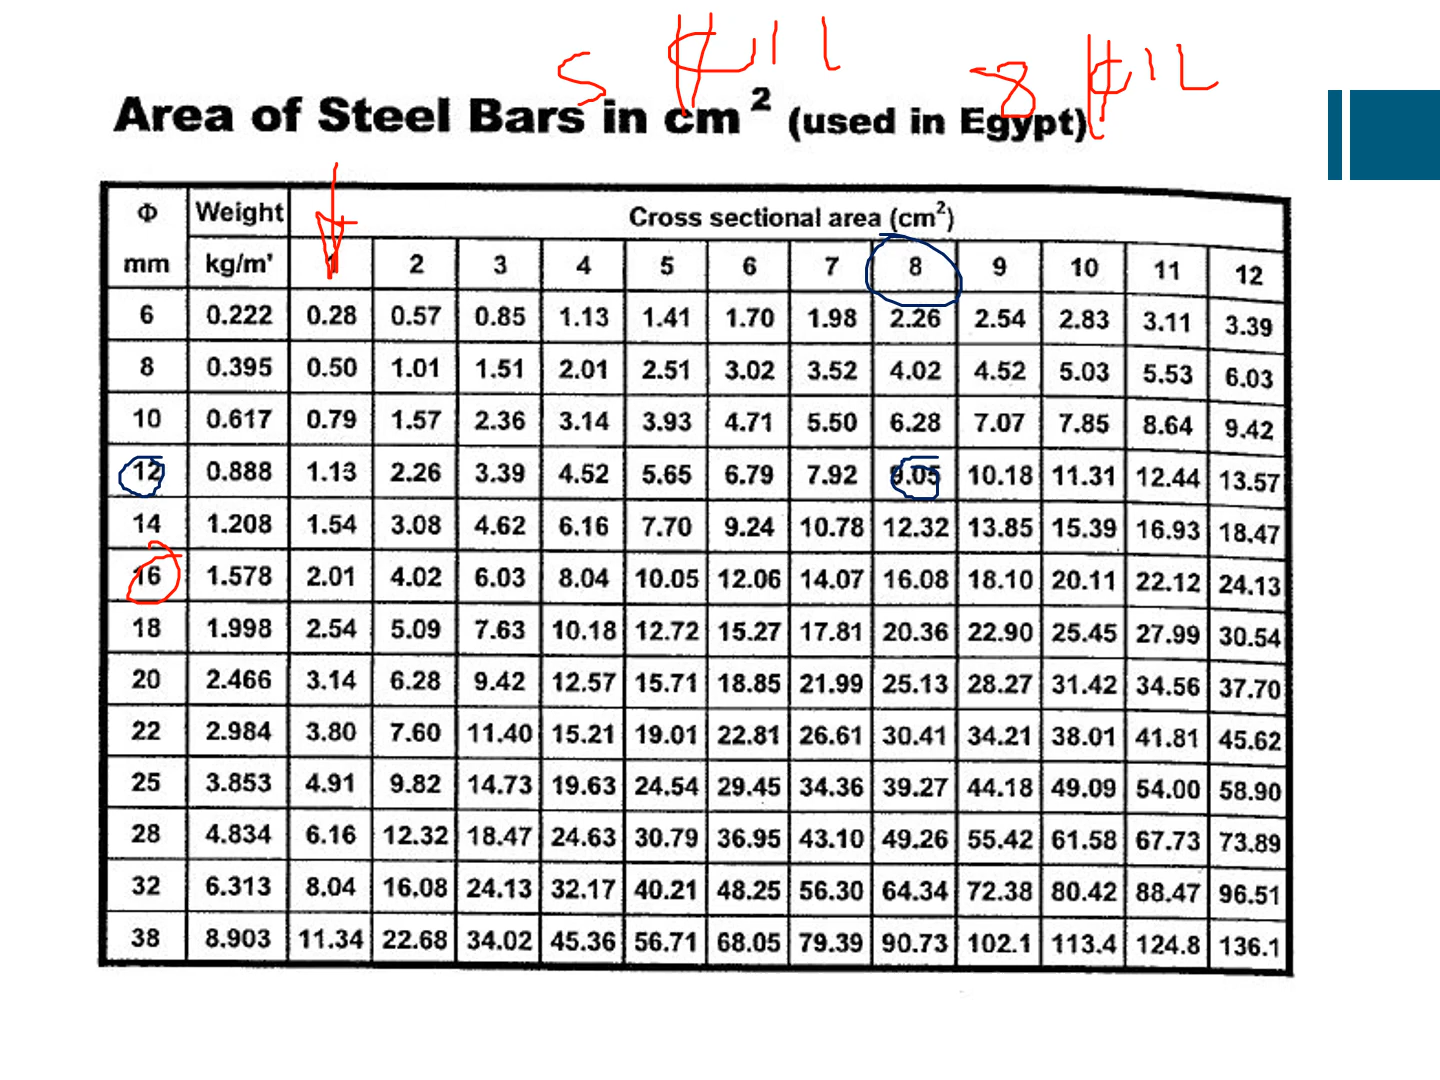 5 ⌀ 12 8 ⌀ 12
Area of Steel Bars in cm² (used in Egypt)
Φ Weight Cross sectional area (cm²)
mm kg/m' 1 2 3 4 5 6 7 8 9 10 11 12
6 0.222 0.28 0.57 0.85 1.13 1.41 1.70 1.98 2.26 2.54 2.83 3.11 3.39
8 0.395 0.50 1.01 1.51 2.01 2.51 3.02 3.52 4.02 4.52 5.03 5.53 6.03
10 0.617 0.79 1.57 2.36 3.14 3.93 4.71 5.50 6.28 7.07 7.85 8.64 9.42
12 0.888 1.13 2.26 3.39 4.52 5.65 6.79 7.92 9.05 10.18 11.31 12.44 13.57
14 1.208 1.54 3.08 4.62 6.16 7.70 9.24 10.78 12.32 13.85 15.39 16.93 18.47
16 1.578 2.01 4.02 6.03 8.04 10.05 12.06 14.07 16.08 18.10 20.11 22.12 24.13
18 1.998 2.54 5.09 7.63 10.18 12.72 15.27 17.81 20.36 22.90 25.45 27.99 30.54
20 2.466 3.14 6.28 9.42 12.57 15.71 18.85 21.99 25.13 28.27 31.42 34.56 37.70
22 2.984 3.80 7.60 11.40 15.21 19.01 22.81 26.61 30.41 34.21 38.01 41.81 45.62
25 3.853 4.91 9.82 14.73 19.63 24.54 29.45 34.36 39.27 44.18 49.09 54.00 58.90
28 4.834 6.16 12.32 18.47 24.63 30.79 36.95 43.10 49.26 55.42 61.58 67.73 73.89
32 6.313 8.04 16.08 24.13 32.17 40.21 48.25 56.30 64.34 72.38 80.42 88.47 96.51
38 8.903 11.34 22.68 34.02 45.36 56.71 68.05 79.39 90.73 102.1 113.4 124.8 136.1